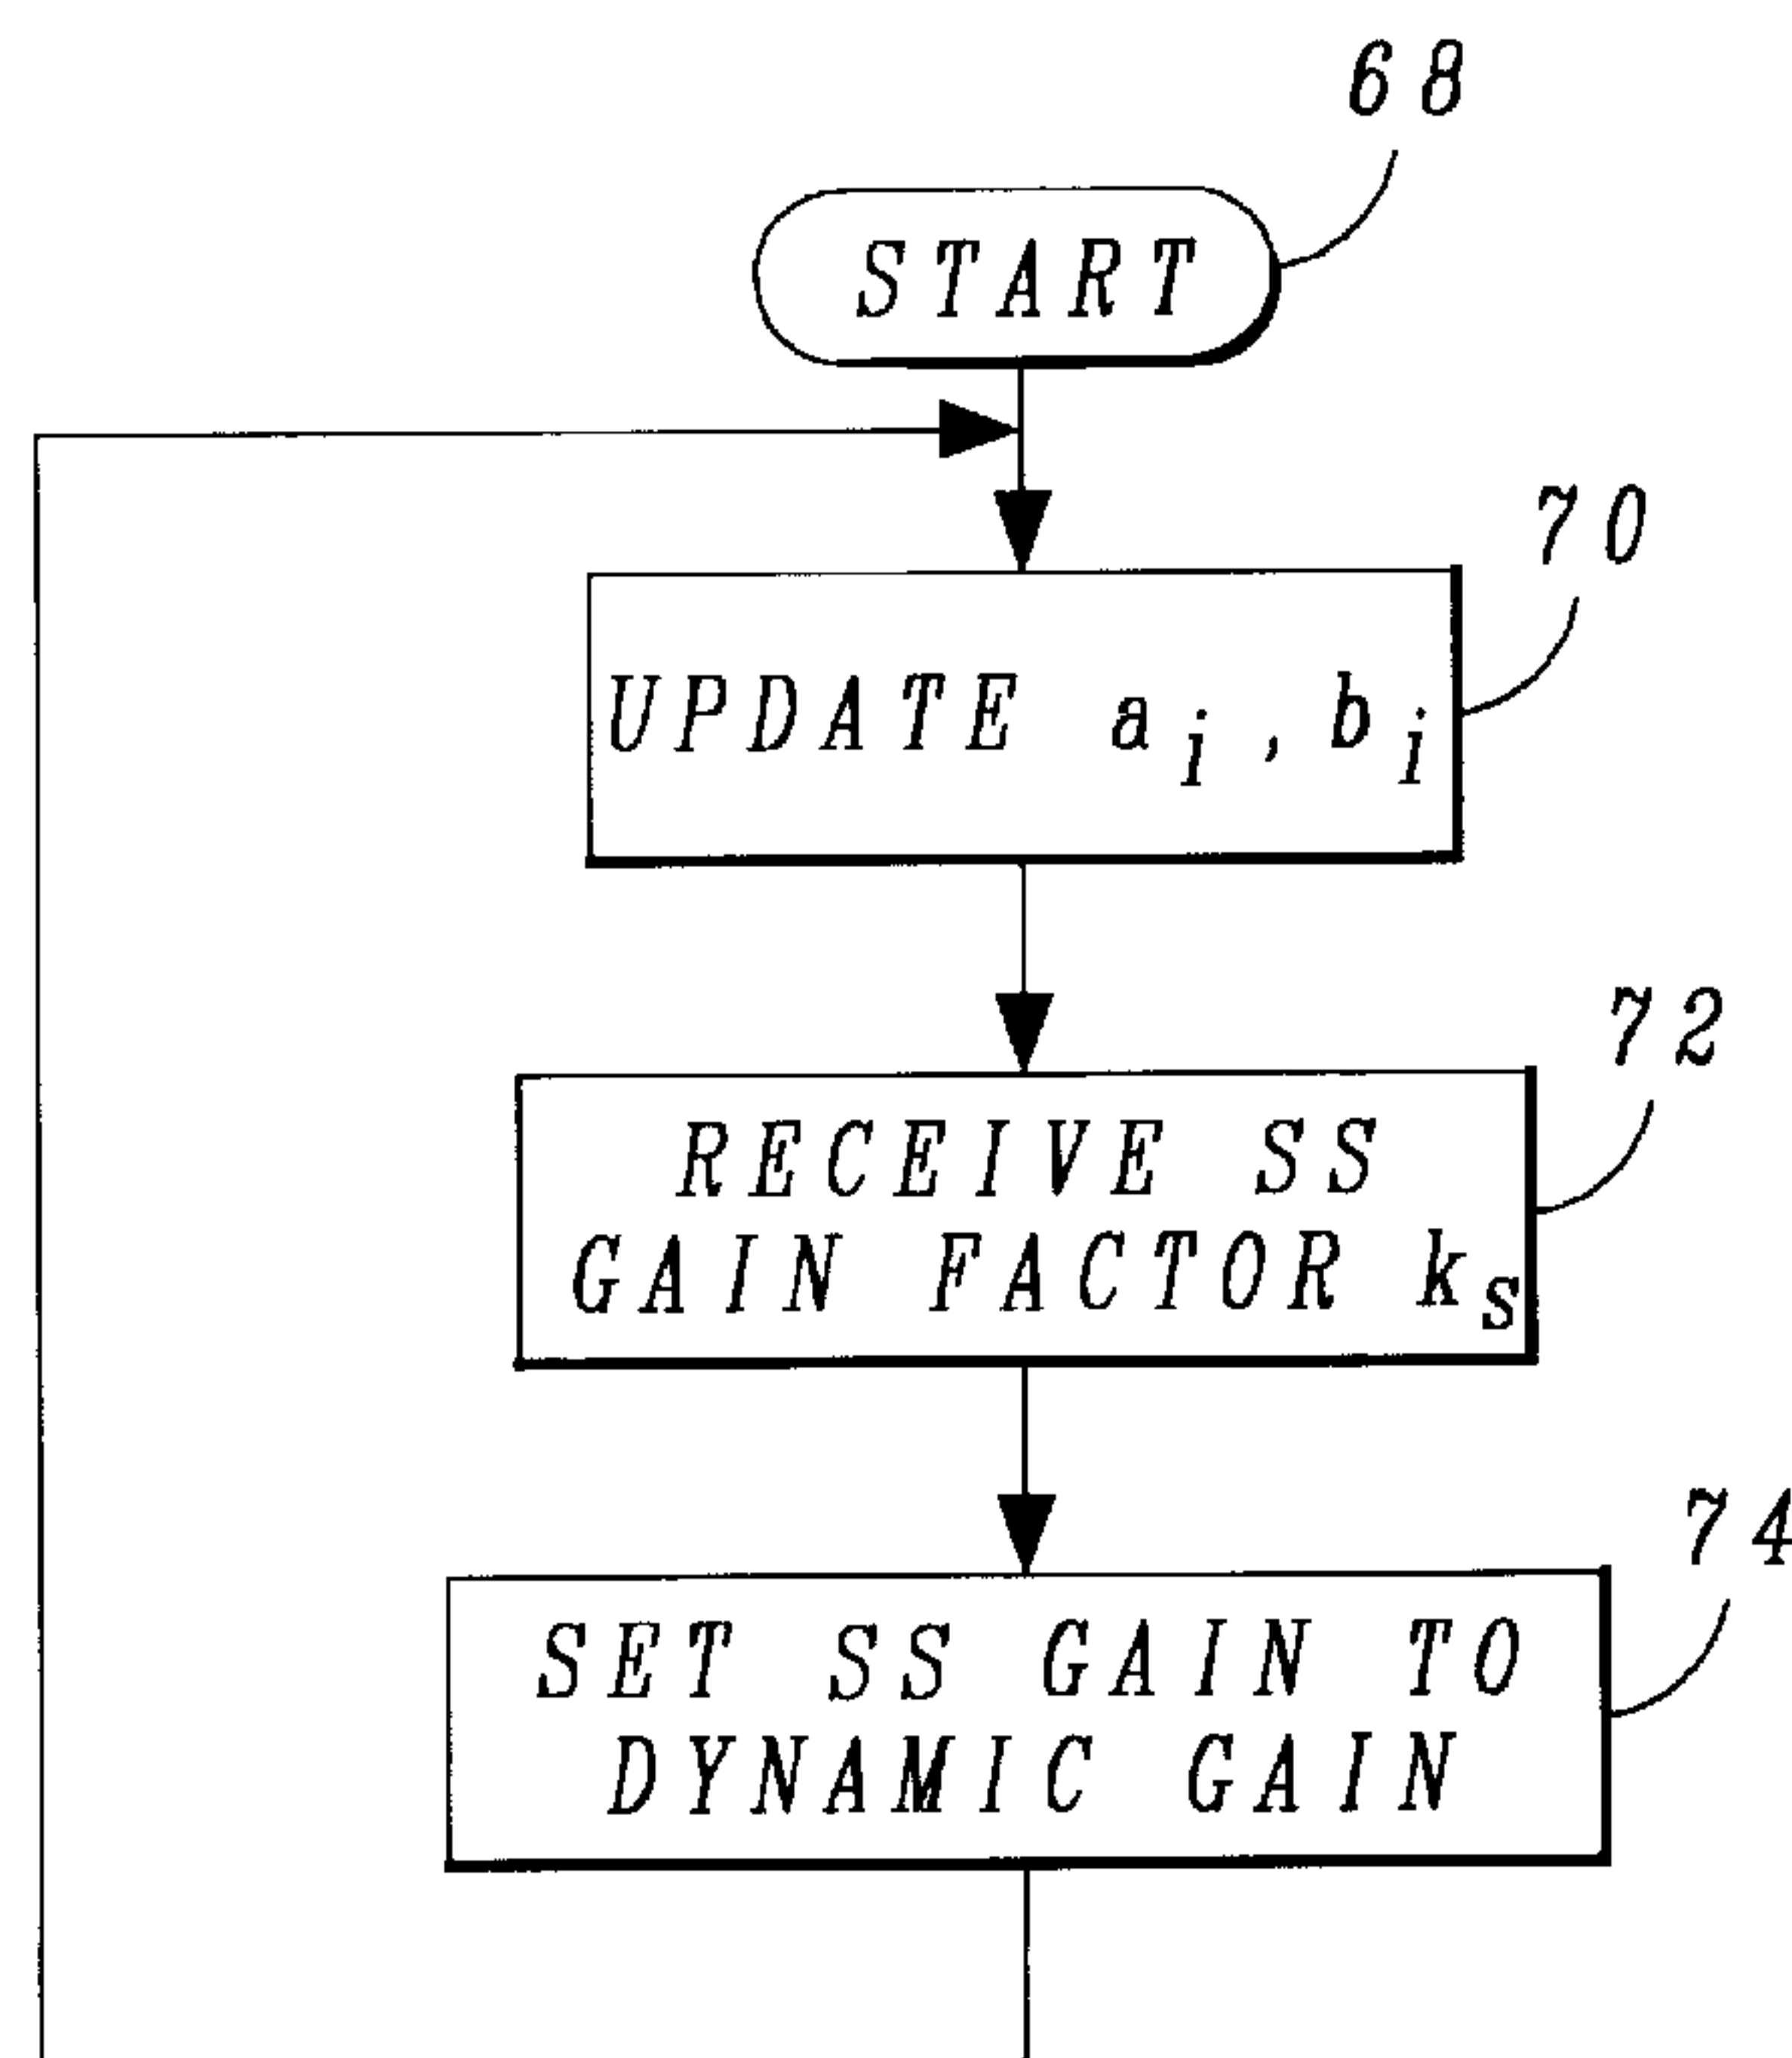 68
START
70
UPDATE a_i, b_i
72
RECEIVE SS
GAIN FACTOR k_s
74
SET SS GAIN TO
DYNAMIC GAIN